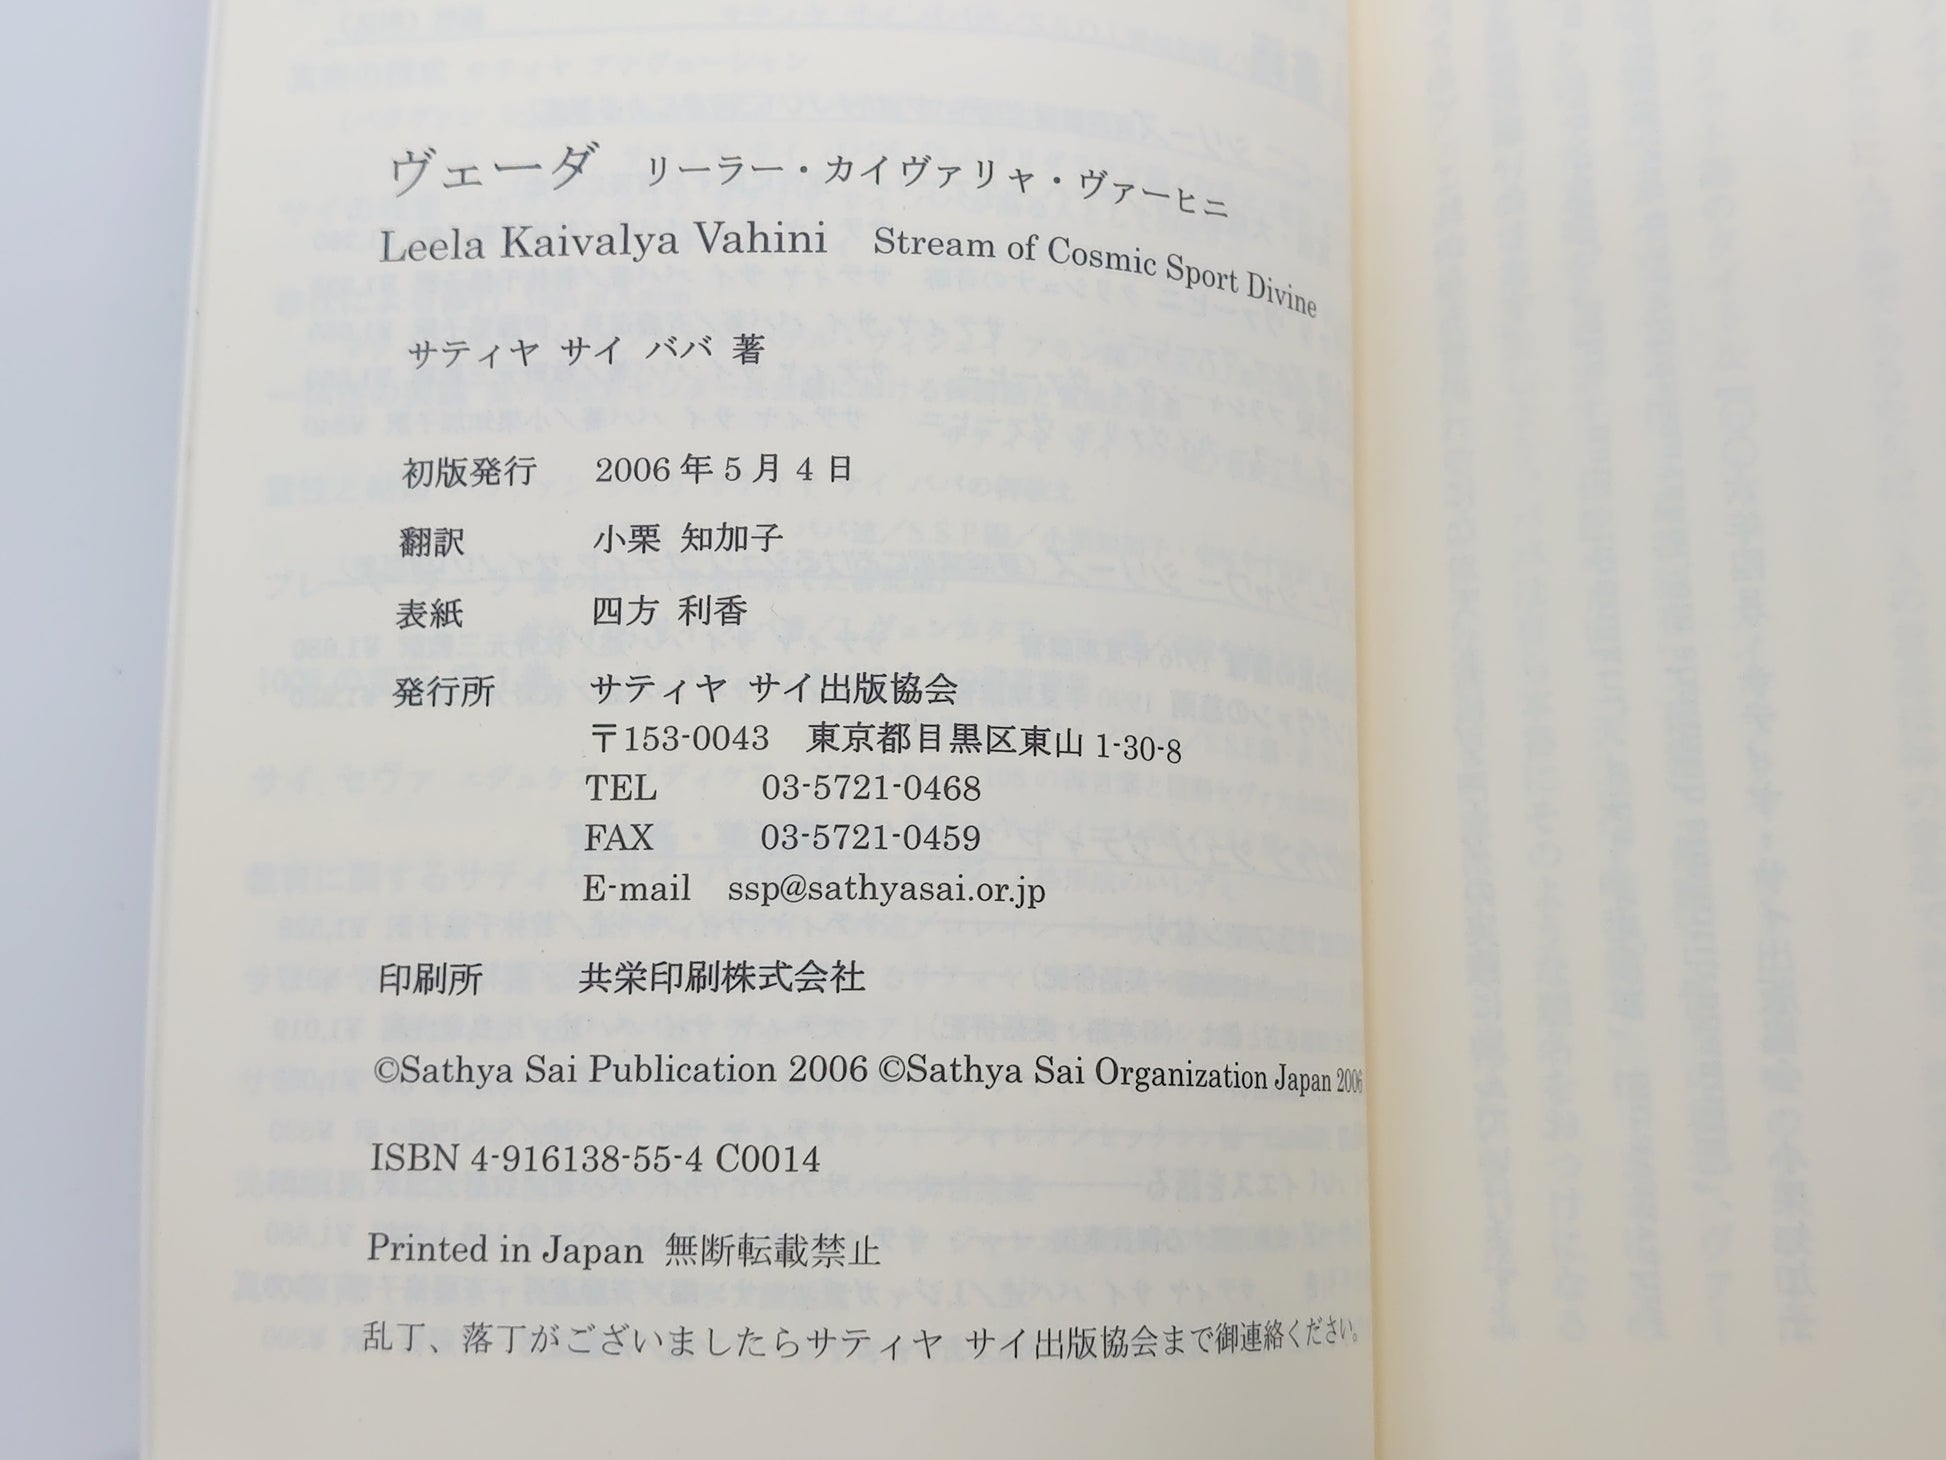 ヴェーダ リーラー・カイヴァリャ・ヴァーヒニ
Leela Kaivalya Vahini Stream of Cosmic Sport Divine
サティヤ サイ ババ 著
初版発行 2006年5月4日
翻訳 小栗 知加子
表紙 四方 利香
発行所 サティヤ サイ出版協会
〒153-0043 東京都目黒区東山 1-30-8
TEL 03-5721-0468
FAX 03-5721-0459
E-mail ssp@sathyasai.or.jp
印刷所 共栄印刷株式会社
©Sathya Sai Publication 2006 ©Sathya Sai Organization Japan 2006
ISBN 4-916138-55-4 C0014
Printed in Japan 無断転載禁止
乱丁、落丁がございましたらサティヤ サイ出版協会まで御連絡ください。